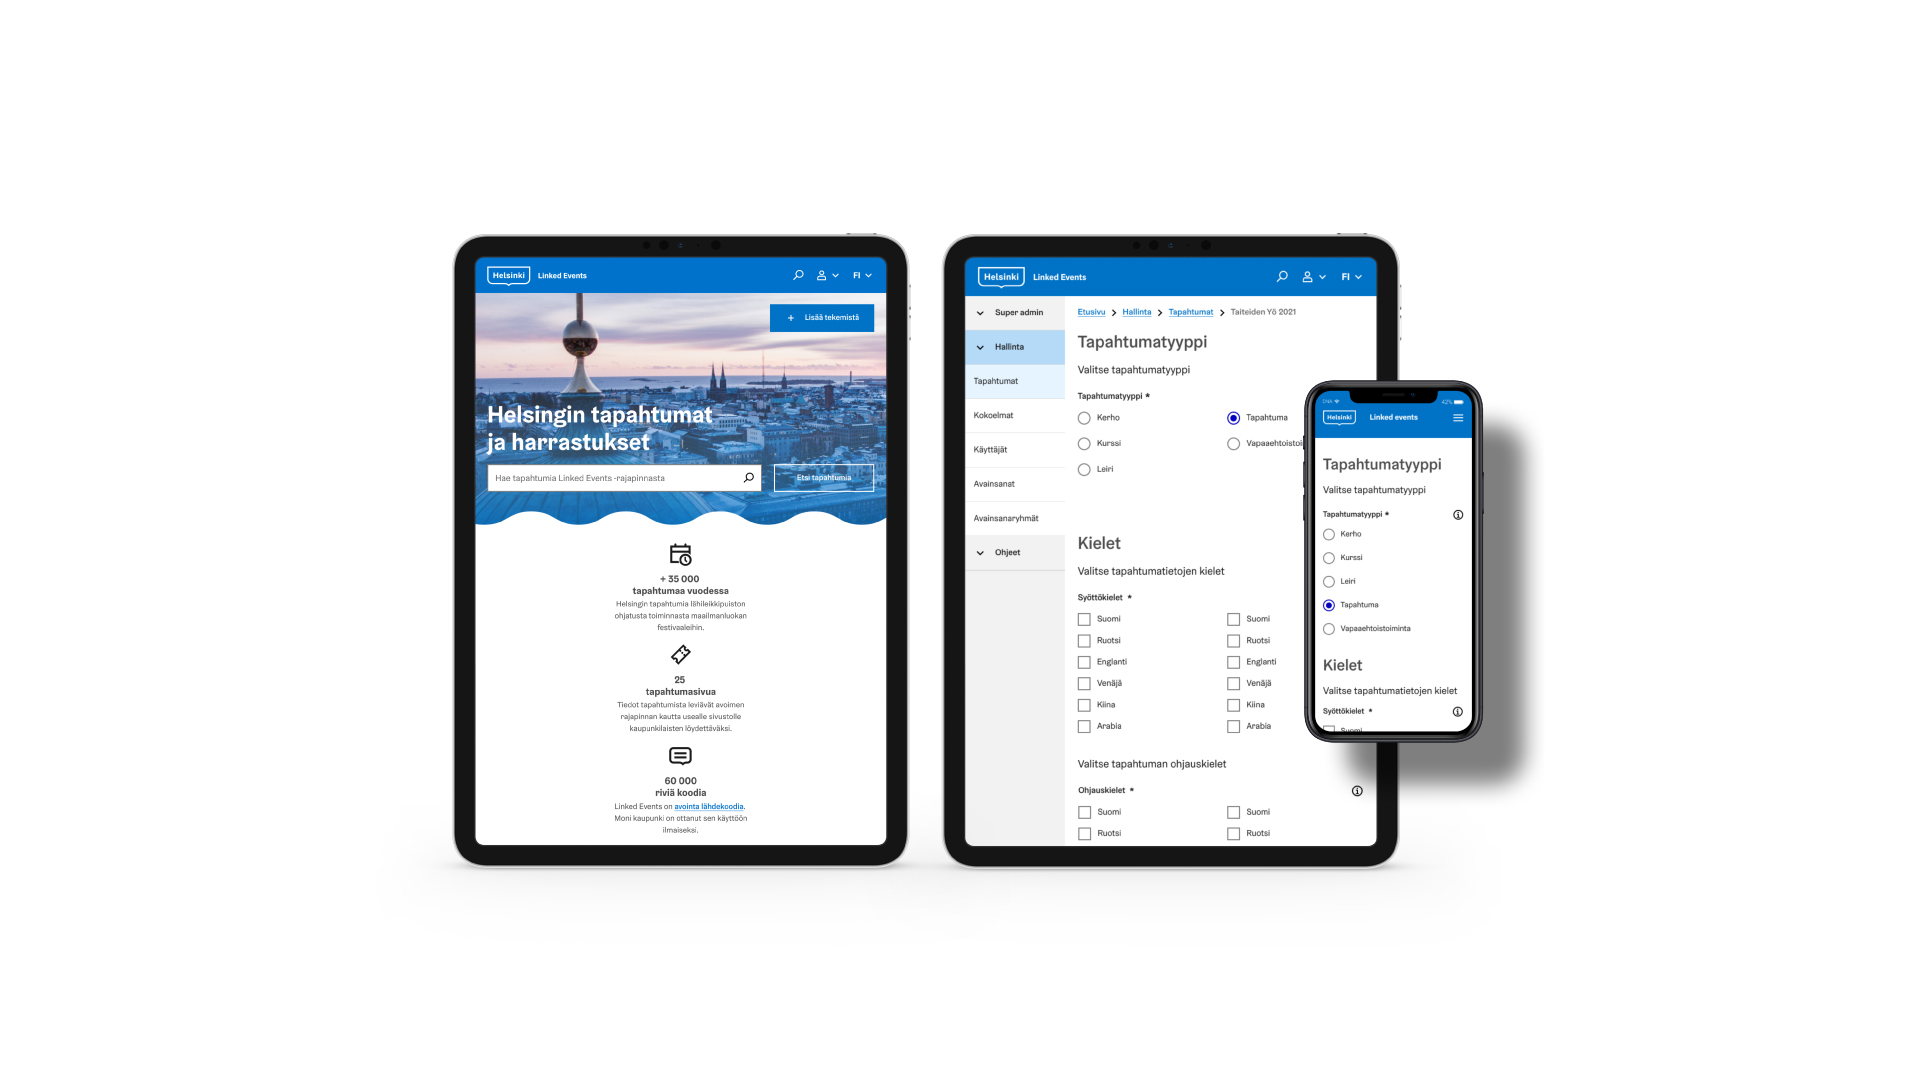 Helsinki
Linked Events
FI
+ Lisää tekemistä
Helsingin tapahtumat
ja harrastukset
Hae tapahtumia Linked Events -rajapinnasta
Etsi tapahtumia
+ 35 000
tapahtumaa vuodessa
Helsingin tapahtumia lähileikkipuiston
ohjatusta toiminnasta maailmanluokan
festivaaleihin.
25
tapahtumasivua
Tiedot tapahtumista leviävät avoimen
rajapinnan kautta usealle sivustolle
kaupunkilaisten löydettäväksi.
60 000
riviä koodia
Linked Events on avointa lähdekoodia.
Moni kaupunki on ottanut sen käyttöön
ilmaiseksi.
Helsinki
Linked Events
FI
Super admin
Hallinta
Tapahtumat
Kokoelmat
Käyttäjät
Avainsanat
Avainsanaryhmät
Ohjeet
Etusivu > Hallinta > Tapahtumat > Taiteiden Yö 2021
Tapahtumatyyppi
Valitse tapahtumatyyppi
Tapahtumatyyppi *
Kerho
Tapahtuma
Kurssi
Vapaaehtoistoi
Leiri
Kielet
Valitse tapahtumatietojen kielet
Syöttökielet *
Suomi
Suomi
Ruotsi
Ruotsi
Englanti
Englanti
Venäjä
Venäjä
Kiina
Kiina
Arabia
Arabia
Valitse tapahtuman ohjauskielet
Ohjauskielet *
Suomi
Suomi
Ruotsi
Ruotsi
DNA
42%
Helsinki
Linked events
Tapahtumatyyppi
Valitse tapahtumatyyppi
Tapahtumatyyppi *
Kerho
Kurssi
Leiri
Tapahtuma
Vapaaehtoistoiminta
Kielet
Valitse tapahtumatietojen kielet
Syöttökielet *
Suomi